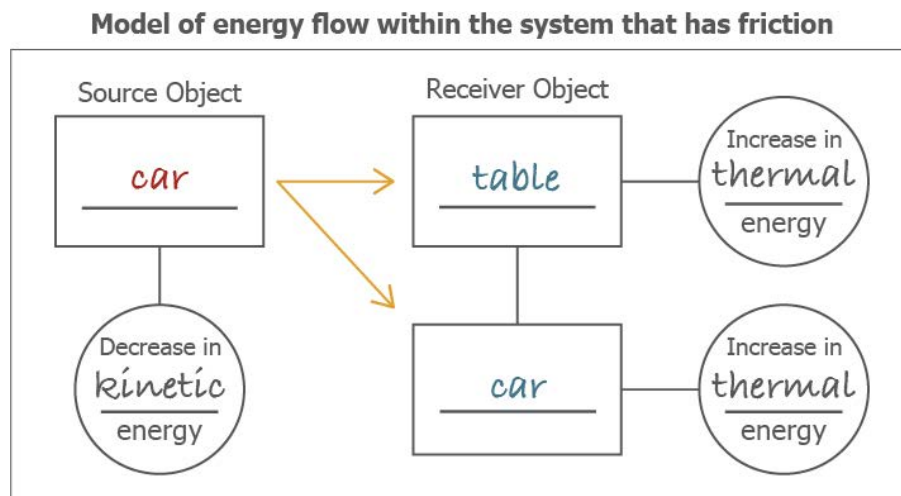 Model of energy flow within the system that has friction
Source Object
Receiver Object
car
table
Increase in
thermal
energy
Decrease in
kinetic
energy
car
Increase in
thermal
energy